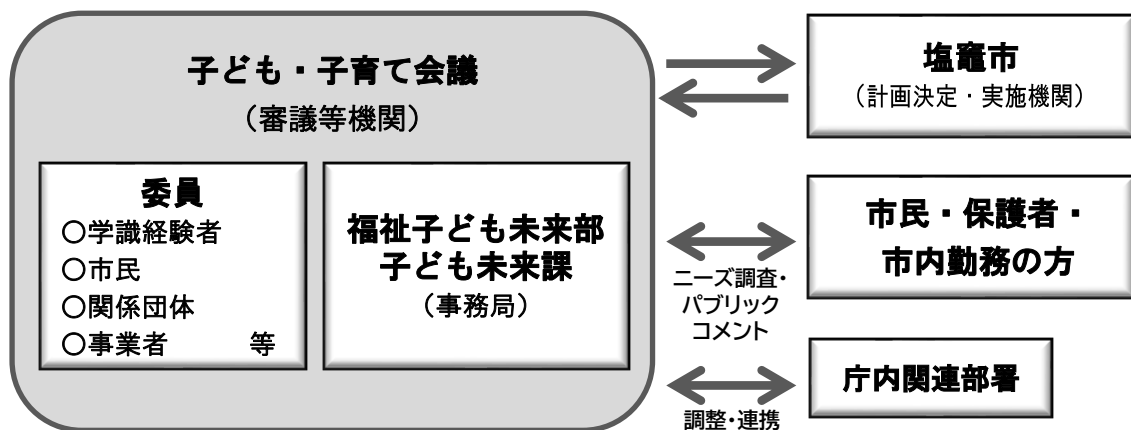 子ども・子育て会議
（審議等機関）
委員
○学識経験者
○市民
○関係団体
○事業者　　　等
福祉子ども未来部
子ども未来課
（事務局）
塩竈市
（計画決定・実施機関）
市民・保護者・
市内勤務の方
ニーズ調査・
パブリック
コメント
庁内関連部署
調整・連携